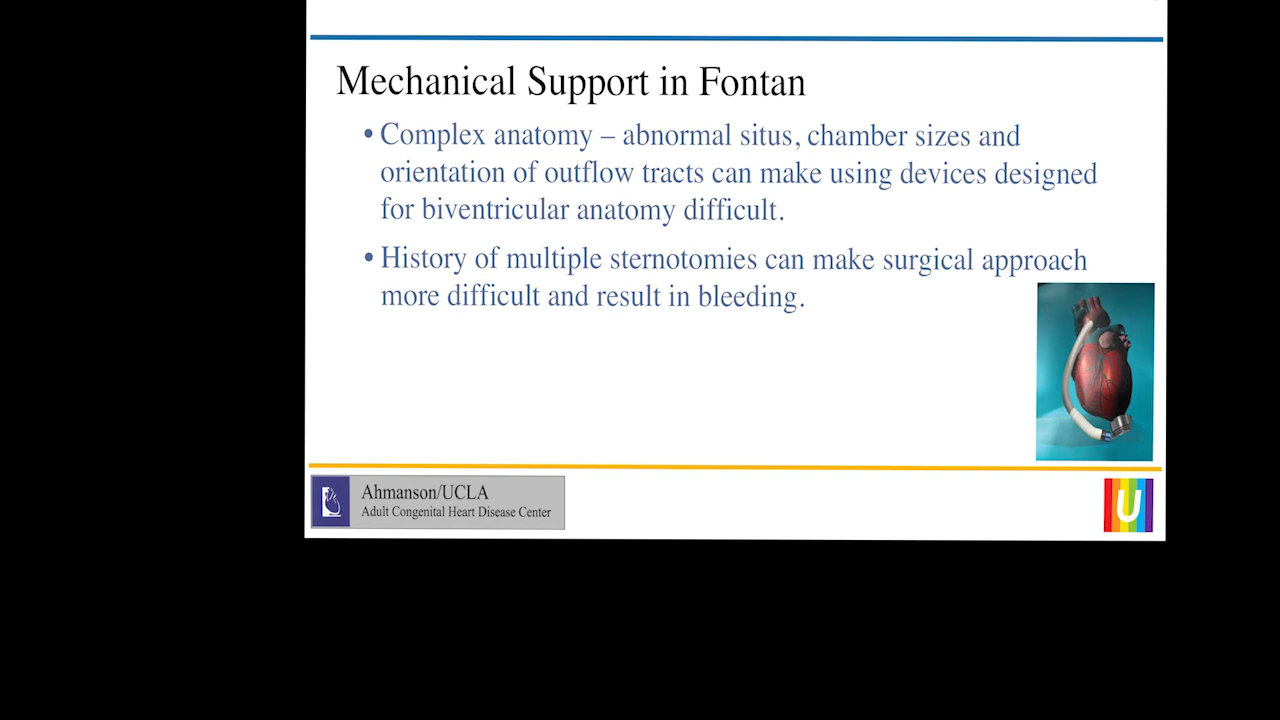 Mechanical Support in Fontan
• Complex anatomy – abnormal situs, chamber sizes and
orientation of outflow tracts can make using devices designed
for biventricular anatomy difficult.
• History of multiple sternotomies can make surgical approach
more difficult and result in bleeding.
Ahmanson/UCLA
Adult Congenital Heart Disease Center
U